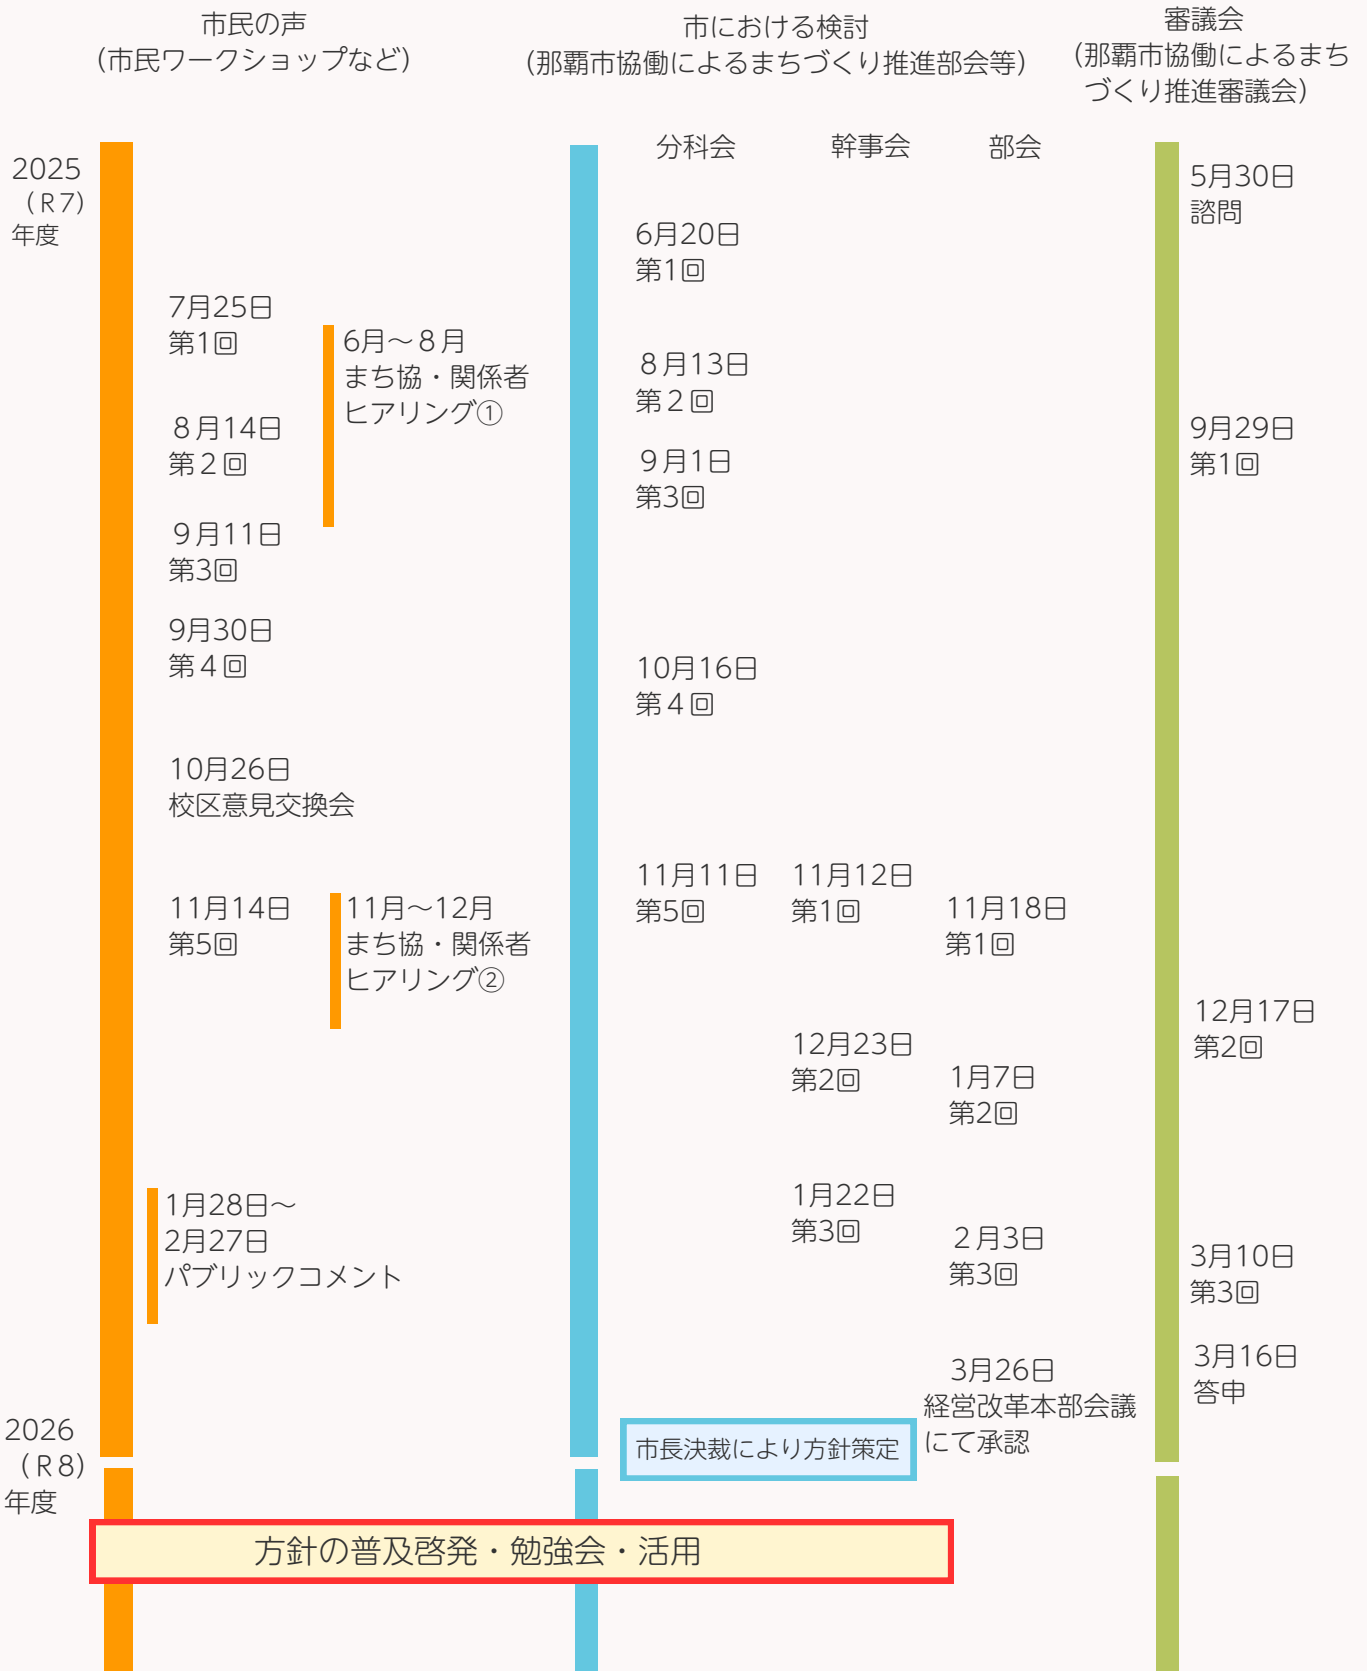 市民の声
（市民ワークショップなど）
市における検討
（那覇市協働によるまちづくり推進部会等）
審議会
（那覇市協働によるまち
づくり推進審議会）
分科会
幹事会
部会
2025
（R７）
年度
7月25日
第1回
８月14日
第２回
９月11日
第3回
9月30日
第４回
10月26日
校区意見交換会
11月14日
第5回
1月28日～
2月27日
パブリックコメント
6月～８月
まち協・関係者
ヒアリング①
11月～12月
まち協・関係者
ヒアリング②
6月20日
第1回
８月13日
第２回
９月1日
第3回
10月16日
第４回
11月11日
第5回
11月12日
第1回
12月23日
第2回
1月22日
第3回
11月18日
第1回
1月7日
第2回
２月3日
第3回
3月26日
経営改革本部会議
にて承認
5月30日
諮問
9月29日
第1回
12月17日
第2回
3月10日
第3回
3月16日
答申
市長決裁により方針策定
2026
（R８）
年度
方針の普及啓発・勉強会・活用